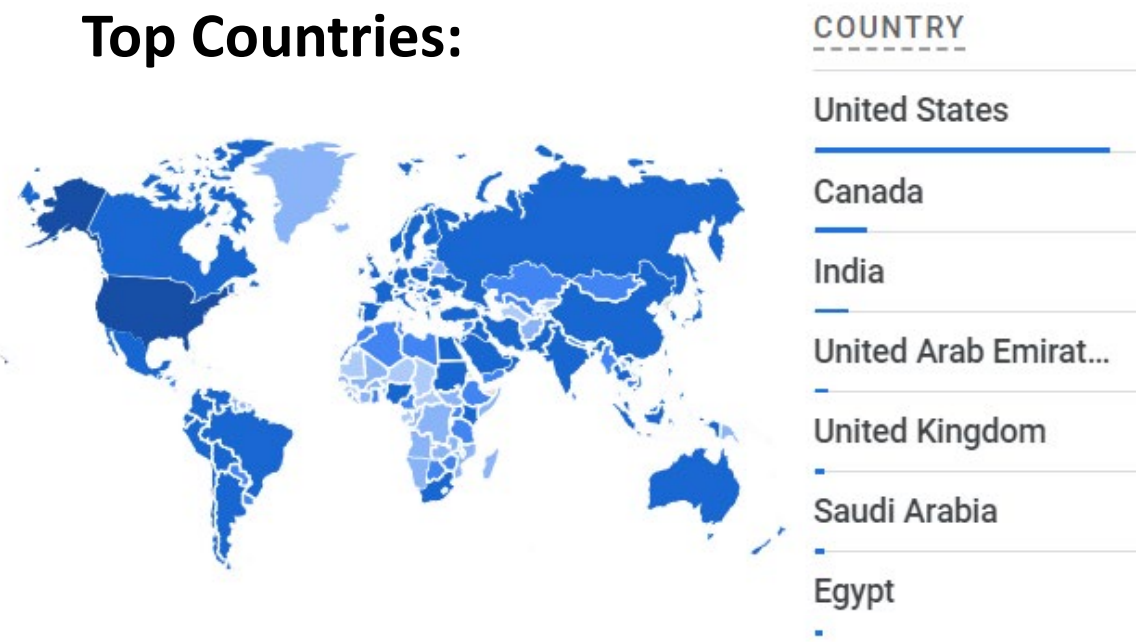 Top Countries:
COUNTRY
United States
Canada
India
United Arab Emirat...
United Kingdom
Saudi Arabia
Egypt